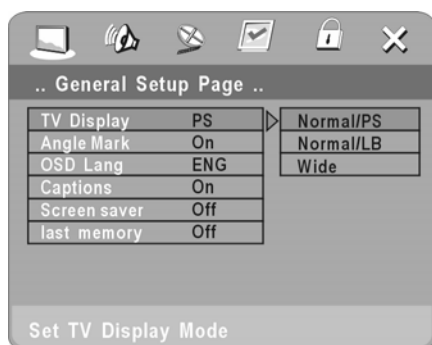 .. General Setup Page ..
TV Display PS Normal/PS
Angle Mark On Normal/LB
OSD Lang ENG Wide
Captions On
Screen saver Off
last memory Off
Set TV Display Mode